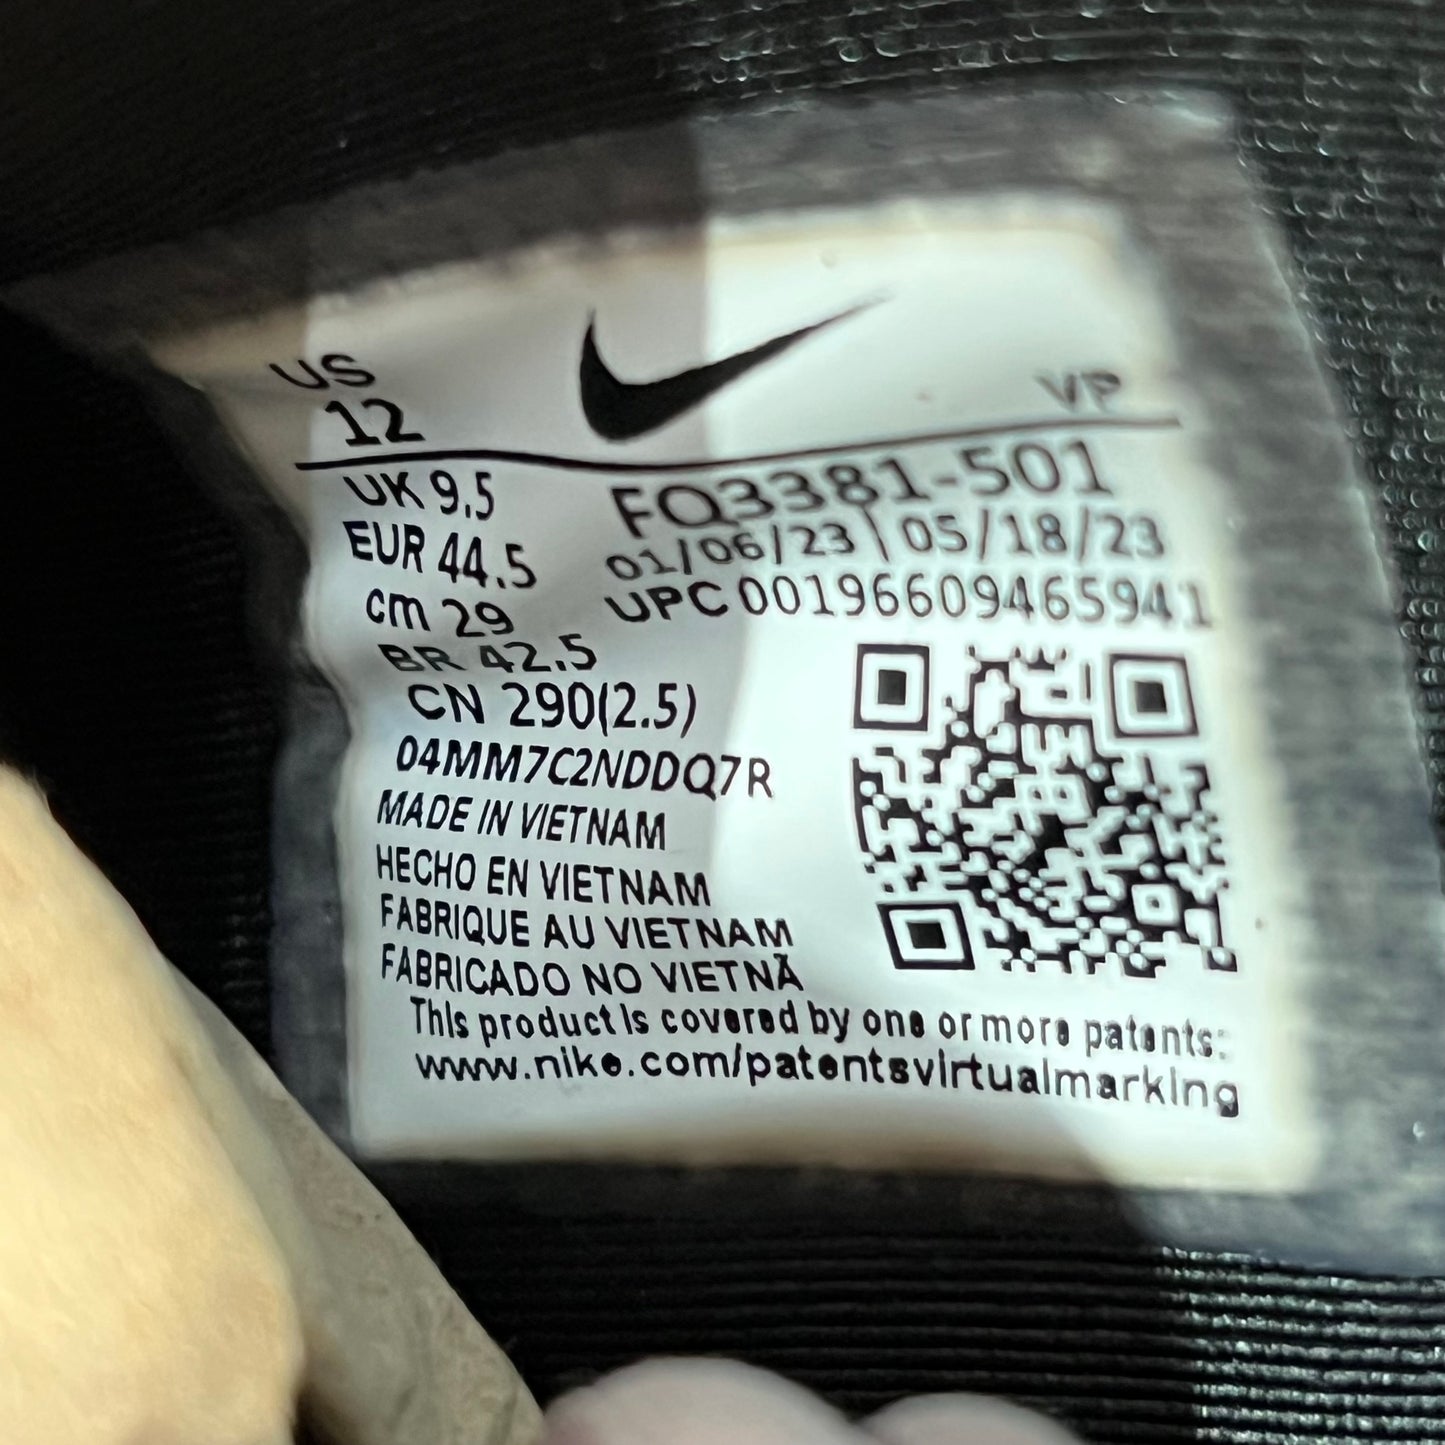 US
12
VP
UK 9.5
FQ3381-501
EUR 44.5
01/06/23 | 05/18/23
cm 29
UPC 00196609465941
BR 42.5
CN 290(2.5)
04MM7C2NDDQ7R
MADE IN VIETNAM
HECHO EN VIETNAM
FABRIQUE AU VIETNAM
FABRICADO NO VIETNÃ
This product is covered by one or more patents:
www.nike.com/patentsvirtualmarking